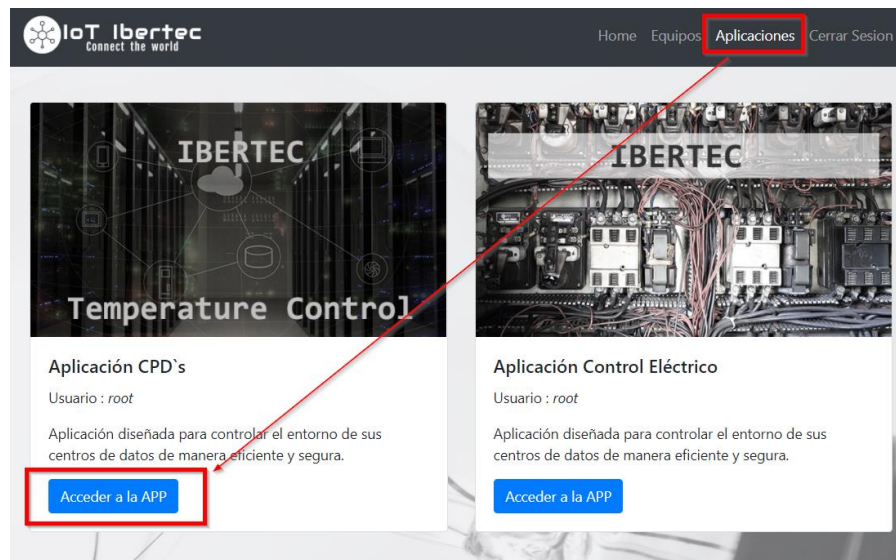 IoT Ibertec
Connect the world
Home Equipos Aplicaciones Cerrar Sesion
IBERTEC
Temperature Control
IBERTEC
Aplicación CPD`s
Usuario : root
Aplicación diseñada para controlar el entorno de sus
centros de datos de manera eficiente y segura.
Acceder a la APP
Aplicación Control Eléctrico
Usuario : root
Aplicación diseñada para controlar el entorno de sus
centros de datos de manera eficiente y segura.
Acceder a la APP